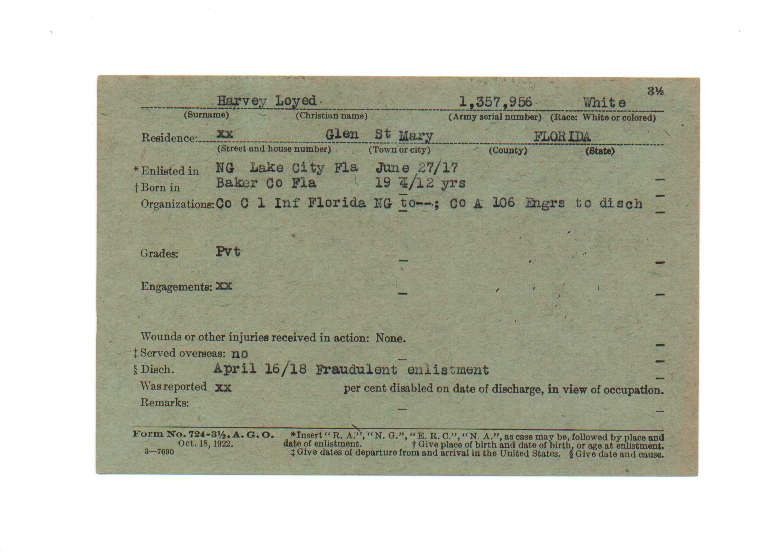 3½
Harvey Loyed. 1,357,956 White
(Surname) (Christian name) (Army serial number) (Race: White or colored)
Residence: xx Glen St Mary FLORIDA
(Street and house number) (Town or city) (County) (State)
*Enlisted in NG Lake City Fla June 27/17
†Born in Baker Co Fla 19 4/12 yrs
Organizations: Co C 1 Inf Florida NG to--; Co A 106 Engrs to disch
Grades: Pvt
Engagements: xx
Wounds or other injuries received in action: None.
‡Served overseas: no
§Disch. April 16/18 Fraudulent enlistment
Was reported xx per cent disabled on date of discharge, in view of occupation.
Remarks:
Form No. 724-3½, A. G. O. *Insert "R. A.", "N. G.", "E. R. C.", "N. A.", as case may be, followed by place and
Oct. 18, 1922. date of enlistment. †Give place of birth and date of birth, or age at enlistment.
3—7690 ‡Give dates of departure from and arrival in the United States. §Give date and cause.